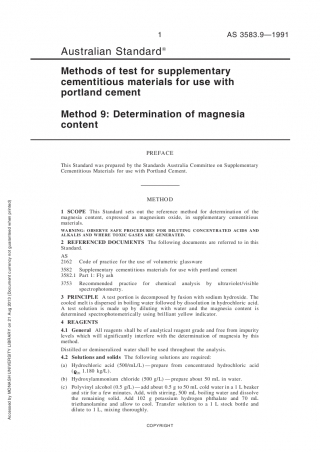 1
AS 3583.9—1991
Australian Standard®
Methods of test for supplementary
cementitious materials for use with
portland cement
Method 9: Determination of magnesia
content
PREFACE
This Standard was prepared by the Standards Australia Committee on Supplementary
Cementitious Materials for use with Portland Cement.
METHOD
1 SCOPE This Standard sets out the reference method for determination of the
magnesia content, expressed as magnesium oxide, in supplementary cementitious
materials.
WARNING: OBSERVE SAFE PROCEDURES FOR DILUTING CONCENTRATED ACIDS AND
ALKALIS AND WHERE TOXIC GASES ARE GENERATED.
2 REFERENCED DOCUMENTS The following documents are referred to in this
Standard.
AS
2162 Code of practice for the use of volumetric glassware
3582 Supplementary cementitious materials for use with portland cement
3582.1 Part 1: Fly ash
3753 Recommended practice for chemical analysis by ultraviolet/visible
spectrophotometry.
3 PRINCIPLE A test portion is decomposed by fusion with sodium hydroxide. The
cooled melt is dispersed in boiling water followed by dissolution in hydrochloric acid.
A test solution is made up by diluting with water and the magnesia content is
determined spectrophotometrically using brilliant yellow indicator.
4 REAGENTS
4.1 General All reagents shall be of analytical reagent grade and free from impurity
levels which will significantly interfere with the determination of magnesia by this
method.
Distilled or demineralized water shall be used throughout the analysis.
4.2 Solutions and solids The following solutions are required:
(a) Hydrochloric acid (500/mL/L)—prepare from concentrated hydrochloric acid
(ρ₂₀ 1.180 kg/L).
(b) Hydroxylammonium chloride (500 g/L)—prepare about 50 mL in water.
(c) Polyvinyl alcohol (0.5 g/L)—add about 0.5 g to 50 mL cold water in a 1 L beaker
and stir for a few minutes. Add, with stirring, 500 mL boiling water and dissolve
the remaining solid. Add 102 g potassium hydrogen phthalate and 70 mL
triethanolamine and allow to cool. Transfer solution to a 1 L stock bottle and
dilute to 1 L, mixing thoroughly.
COPYRIGHT
Accessed by MONASH UNIVERSITY LIBRARY on 21 Aug 2012 (Document currency not guaranteed when printed)